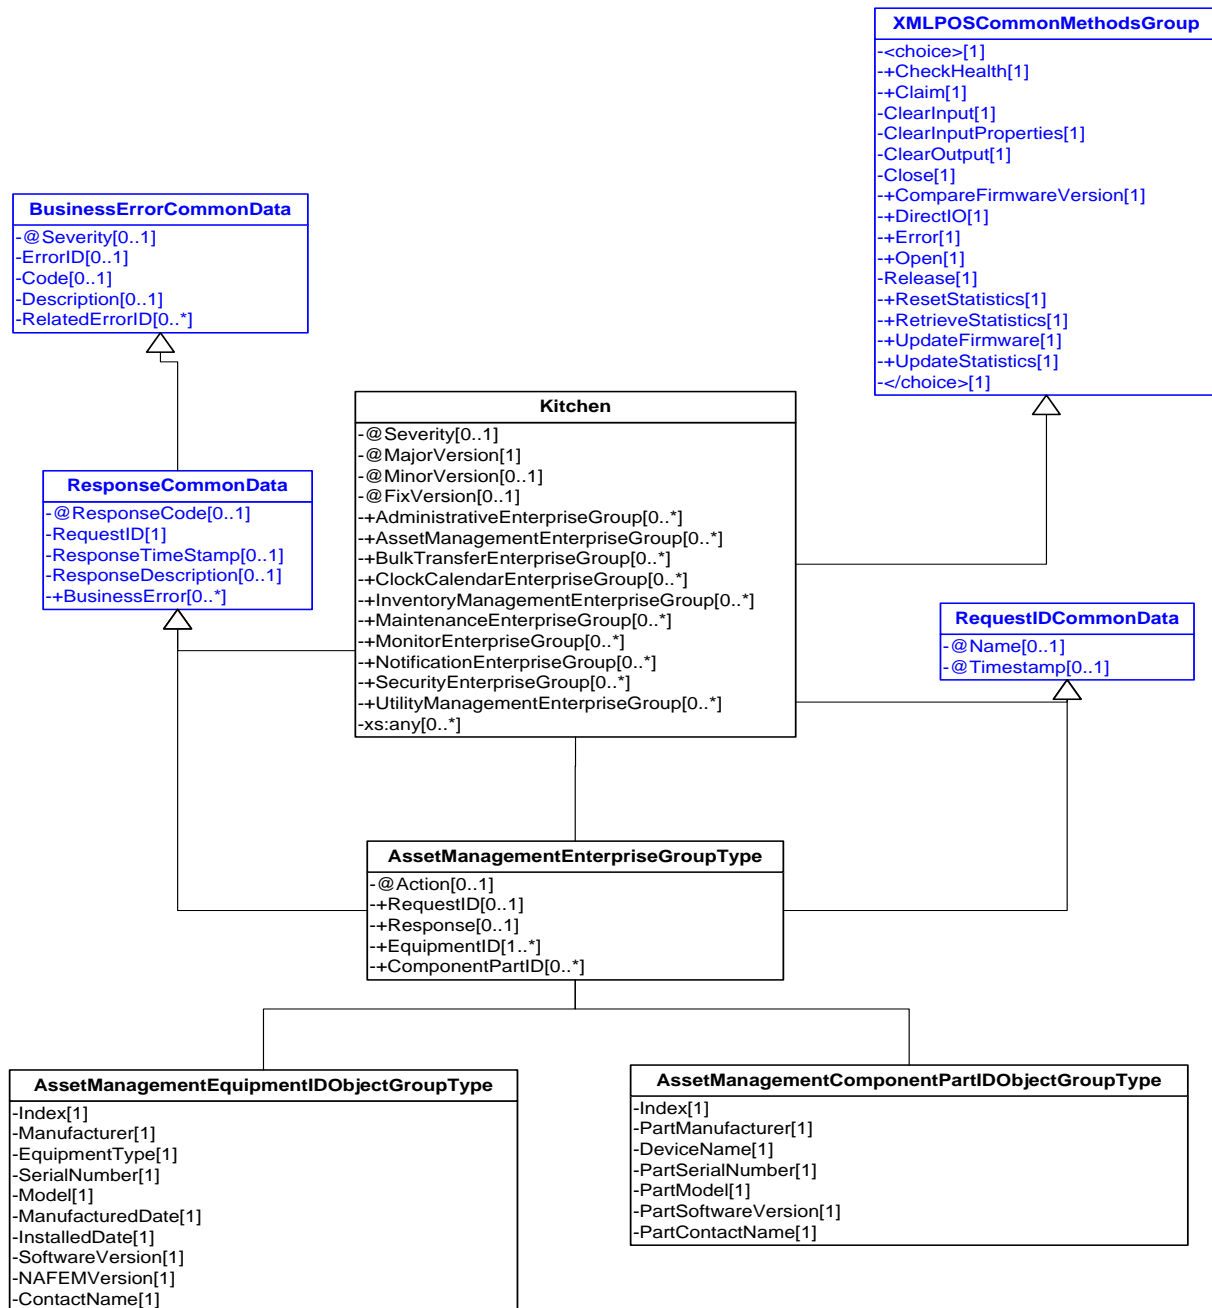 XMLPOSCommonMethodsGroup
-<choice>[1]
-+CheckHealth[1]
-+Claim[1]
-ClearInput[1]
-ClearInputProperties[1]
-ClearOutput[1]
-Close[1]
-+CompareFirmwareVersion[1]
-+DirectIO[1]
-+Error[1]
-+Open[1]
-Release[1]
-+ResetStatistics[1]
-+RetrieveStatistics[1]
-+UpdateFirmware[1]
-+UpdateStatistics[1]
-</choice>[1]
BusinessErrorCommonData
-@Severity[0..1]
-ErrorID[0..1]
-Code[0..1]
-Description[0..1]
-RelatedErrorID[0..*]
Kitchen
-@Severity[0..1]
-@MajorVersion[1]
-@MinorVersion[0..1]
-@FixVersion[0..1]
-+AdministrativeEnterpriseGroup[0..*]
-+AssetManagementEnterpriseGroup[0..*]
-+BulkTransferEnterpriseGroup[0..*]
-+ClockCalendarEnterpriseGroup[0..*]
-+InventoryManagementEnterpriseGroup[0..*]
-+MaintenanceEnterpriseGroup[0..*]
-+MonitorEnterpriseGroup[0..*]
-+NotificationEnterpriseGroup[0..*]
-+SecurityEnterpriseGroup[0..*]
-+UtilityManagementEnterpriseGroup[0..*]
-xs:any[0..*]
ResponseCommonData
-@ResponseCode[0..1]
-RequestID[1]
-ResponseTimeStamp[0..1]
-ResponseDescription[0..1]
-+BusinessError[0..*]
RequestIDCommonData
-@Name[0..1]
-@Timestamp[0..1]
AssetManagementEnterpriseGroupType
-@Action[0..1]
-+RequestID[0..1]
-+Response[0..1]
-+EquipmentID[1..*]
-+ComponentPartID[0..*]
AssetManagementEquipmentIDObjectGroupType
-Index[1]
-Manufacturer[1]
-EquipmentType[1]
-SerialNumber[1]
-Model[1]
-ManufacturedDate[1]
-InstalledDate[1]
-SoftwareVersion[1]
-NAFEMVersion[1]
-ContactName[1]
AssetManagementComponentPartIDObjectGroupType
-Index[1]
-PartManufacturer[1]
-DeviceName[1]
-PartSerialNumber[1]
-PartModel[1]
-PartSoftwareVersion[1]
-PartContactName[1]